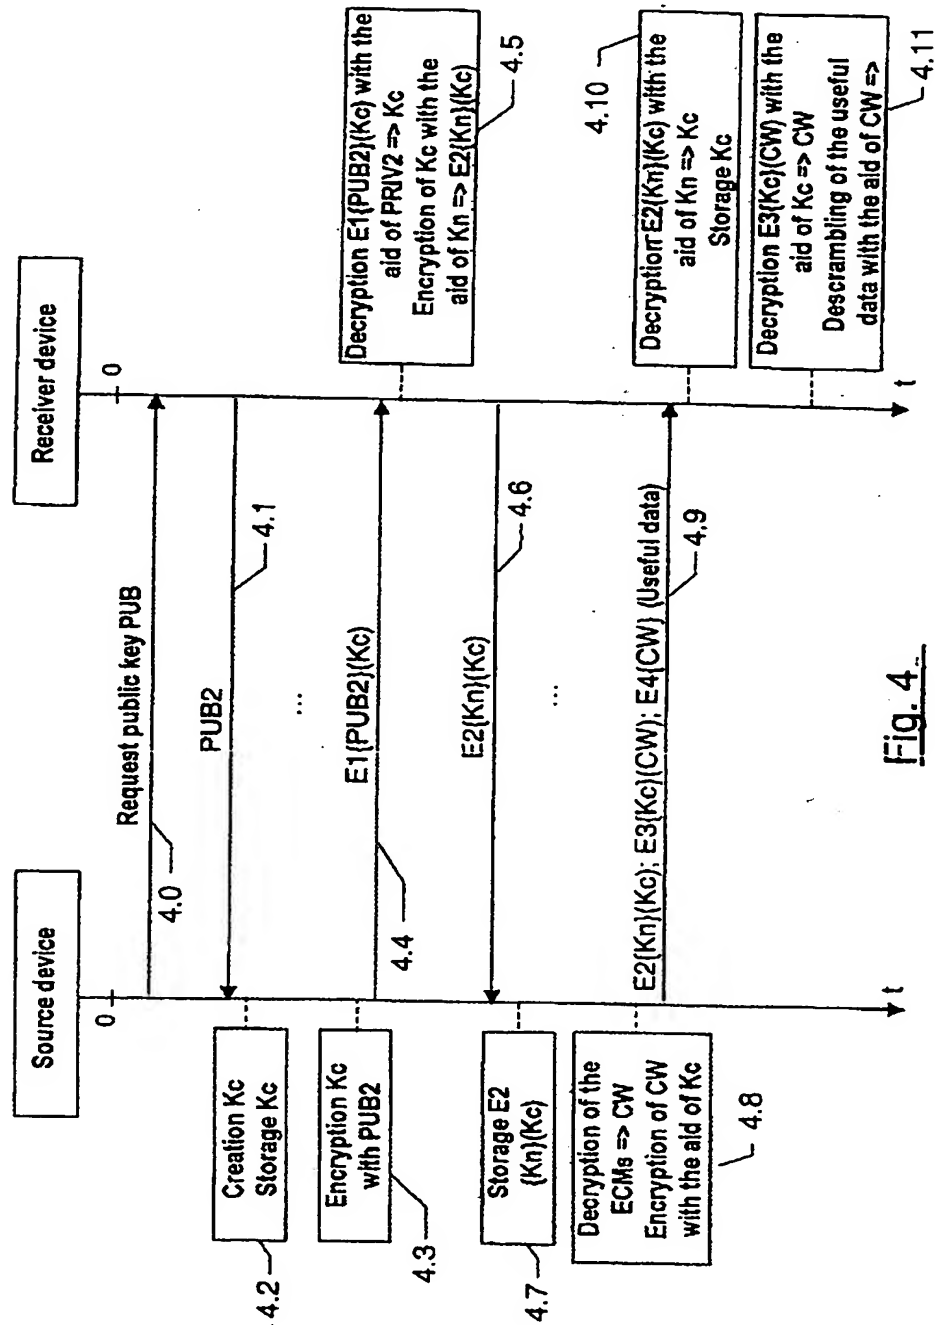 Source device
Receiver device
0
0
Request public key PUB
4.0
PUB2
4.1
Creation Kc
Storage Kc
4.2
...
Encryption Kc
with PUB2
4.3
E1{PUB2}(Kc)
4.4
Decryption E1{PUB2}(Kc) with the
aid of PRIV2 => Kc
Encryption of Kc with the
aid of Kn => E2{Kn}(Kc)
4.5
E2{Kn}(Kc)
4.6
Storage E2
{Kn}(Kc)
4.7
...
Decryption of the
ECMs => CW
Encryption of CW
with the aid of Kc
4.8
E2{Kn}(Kc); E3{Kc}(CW); E4{CW} (Useful data)
4.9
Decryption E2{Kn}(Kc) with the
aid of Kn => Kc
Storage Kc
4.10
Decryption E3{Kc}(CW) with the
aid of Kc => CW
Descrambling of the useful
data with the aid of CW =>
4.11
t
t
Fig. 4